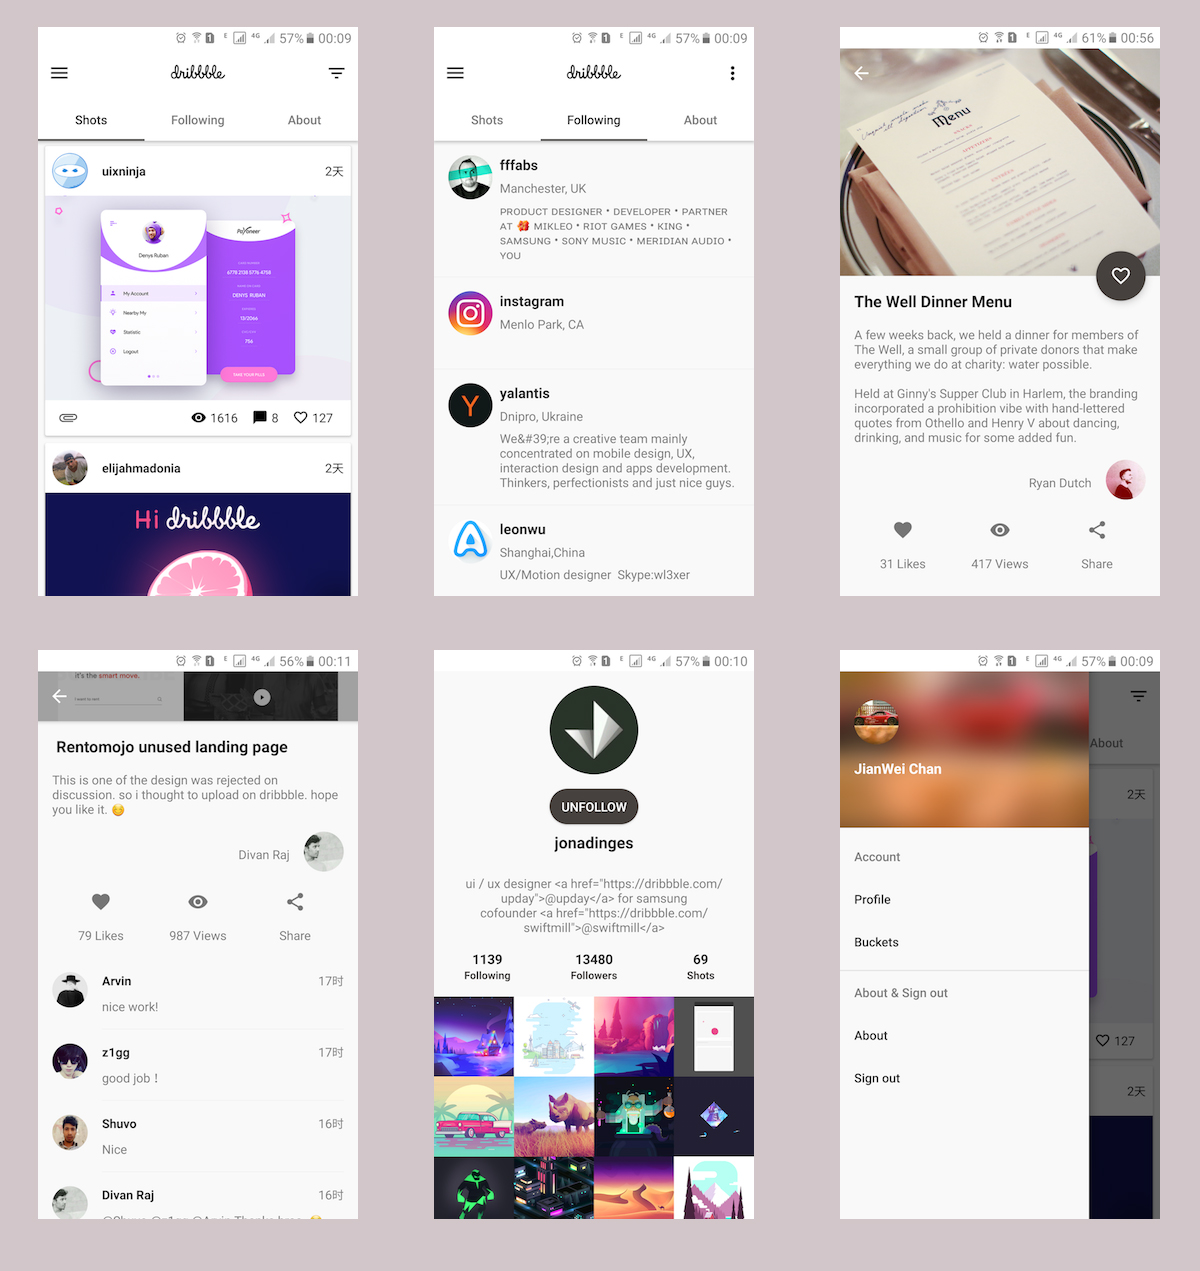 E 4G 57% 00:09
dribbble
Shots Following About
uixninja 2天
Denys Ruban
My Account
Nearby My
Statistic
Logout
Payoneer
6778 2138 5776 4758
DENYS RUBAN
13/2066
756
TAKE YOUR PILLS
1616 8 127
elijahmadonia 2天
Hi dribbble
E 4G 57% 00:09
dribbble
Shots Following About
fffabs
Manchester, UK
PRODUCT DESIGNER • DEVELOPER • PARTNER
AT MIKLEO • RIOT GAMES • KING •
SAMSUNG • SONY MUSIC • MERIDIAN AUDIO •
YOU
instagram
Menlo Park, CA
Y
yalantis
Dnipro, Ukraine
We&#39;re a creative team mainly
concentrated on mobile design, UX,
interaction design and apps development.
Thinkers, perfectionists and just nice guys.
leonwu
Shanghai,China
UX/Motion designer Skype:wl3xer
E 4G 61% 00:56
Menu
The Well Dinner Menu
A few weeks back, we held a dinner for members of
The Well, a small group of private donors that make
everything we do at charity: water possible.
Held at Ginny's Supper Club in Harlem, the branding
incorporated a prohibition vibe with hand-lettered
quotes from Othello and Henry V about dancing,
drinking, and music for some added fun.
Ryan Dutch
31 Likes 417 Views Share
E 4G 56% 00:11
it's the smart move.
I want to rent
Rentomojo unused landing page
This is one of the design was rejected on
discussion. so i thought to upload on dribbble. hope
you like it. 😊
Divan Raj
79 Likes 987 Views Share
Arvin 17时
nice work!
z1gg 17时
good job！
Shuvo 16时
Nice
Divan Raj 16时
E 4G 57% 00:10
UNFOLLOW
jonadinges
ui / ux designer <a href="https://dribbble.com/
upday">@upday</a> for samsung
cofounder <a href="https://dribbble.com/
swiftmill">@swiftmill</a>
1139 13480 69
Following Followers Shots
E 4G 57% 00:09
JianWei Chan
Account
Profile
Buckets
About & Sign out
About
Sign out
About
2天
127
2天